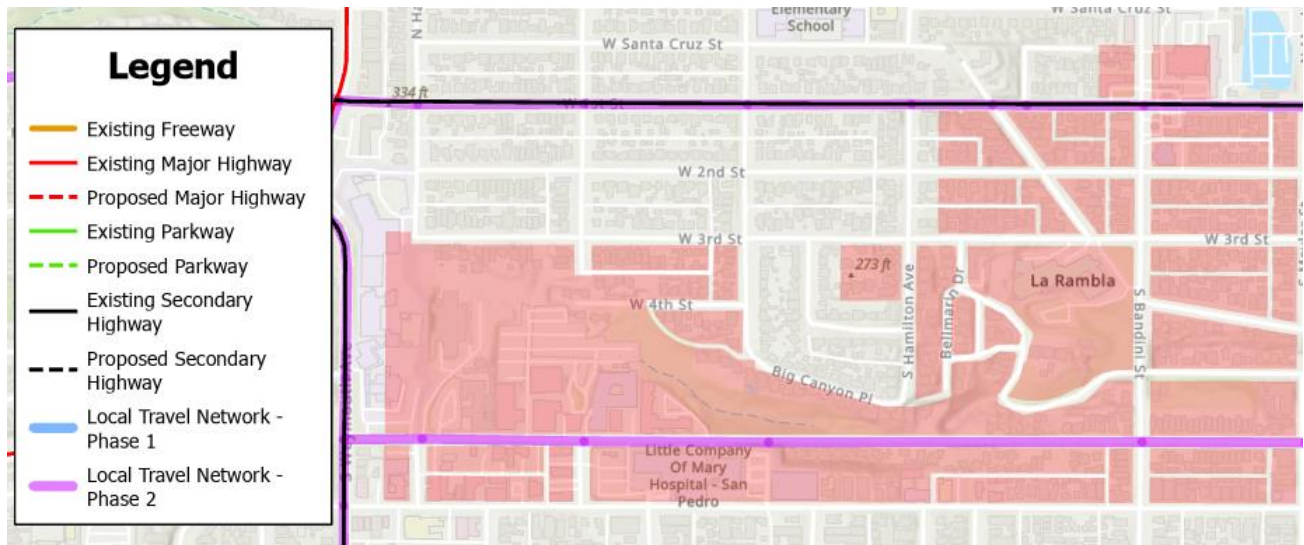 Legend
Existing Freeway
Existing Major Highway
Proposed Major Highway
Existing Parkway
Proposed Parkway
Existing Secondary
Highway
Proposed Secondary
Highway
Local Travel Network -
Phase 1
Local Travel Network -
Phase 2
Elementary
School
W Santa Cruz St
W Santa Cruz St
N Ha
334 ft
W 1st St
W 2nd St
W 3rd St
W 3rd St
273 ft
La Rambla
W 4th St
S Hamilton Ave
Bellmarin Dr
S Bandini St
Big Canyon Pl
Little Company
Of Mary
Hospital - San
Pedro